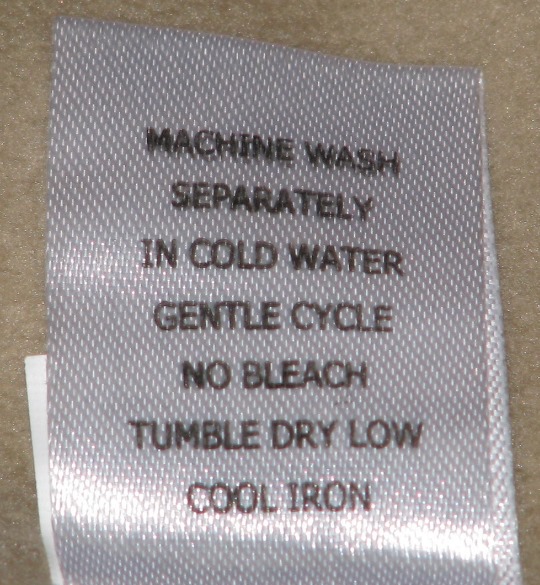 MACHINE WASH
SEPARATELY
IN COLD WATER
GENTLE CYCLE
NO BLEACH
TUMBLE DRY LOW
COOL IRON